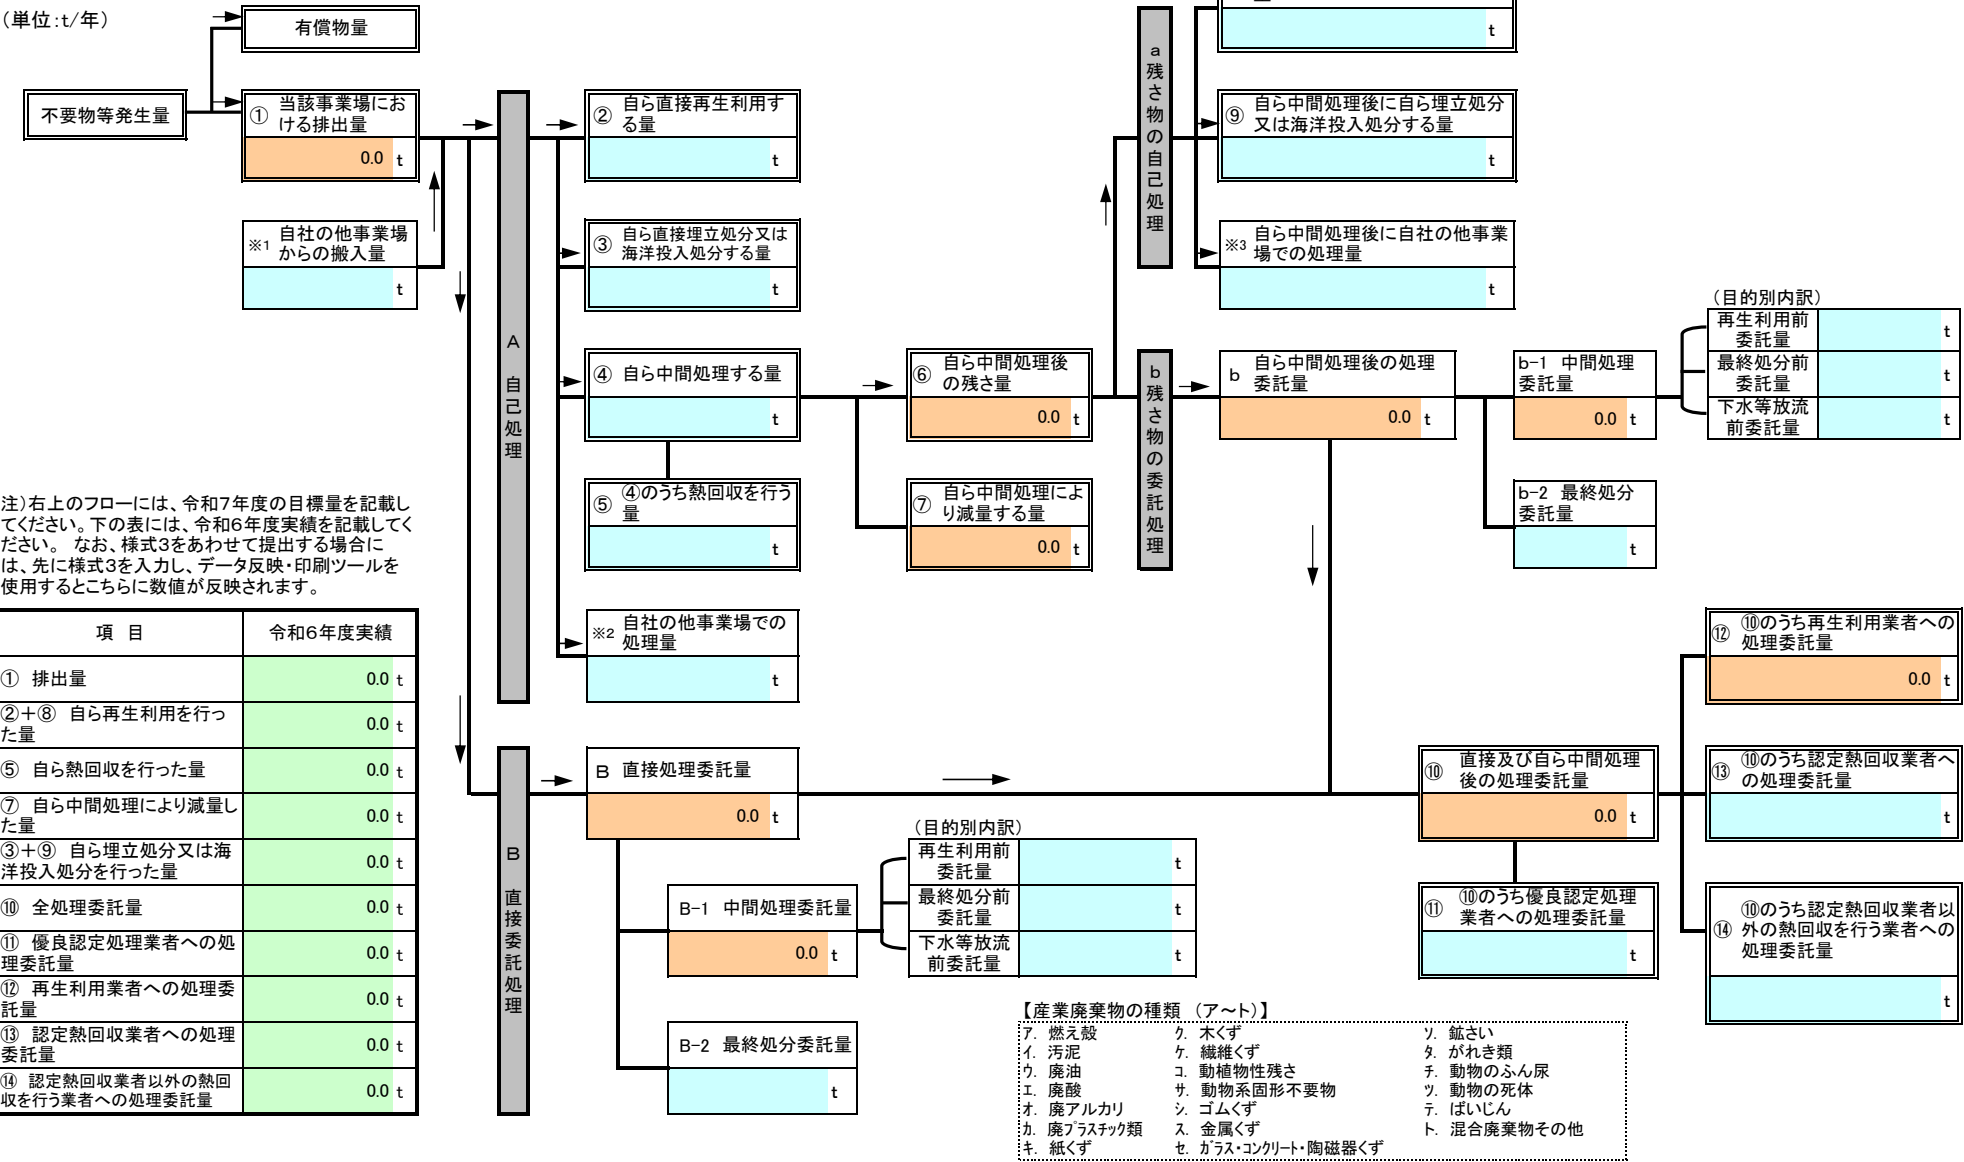 （単位:t/年）
有償物量
不要物等発生量
① 当該事業場にお
ける排出量
0.0 t
※1 自社の他事業場
からの搬入量
t
A 自己処理
② 自ら直接再生利用す
る量
t
③ 自ら直接埋立処分又は
海洋投入処分する量
t
④ 自ら中間処理する量
t
⑤ ④のうち熱回収を行う
量
t
※2 自社の他事業場での
処理量
t
⑥ 自ら中間処理後
の残さ量
0.0 t
⑦ 自ら中間処理によ
り減量する量
0.0 t
a 残さ物の自己処理
t
⑨ 自ら中間処理後に自ら埋立処分
又は海洋投入処分する量
t
※3 自ら中間処理後に自社の他事業
場での処理量
t
b 残さ物の委託処理
b 自ら中間処理後の処理
委託量
0.0 t
b-1 中間処理
委託量
0.0 t
（目的別内訳）
再生利用前
委託量
t
最終処分前
委託量
t
下水等放流
前委託量
t
b-2 最終処分
委託量
t
注）右上のフローには、令和７年度の目標量を記載し
てください。下の表には、令和６年度実績を記載してく
ださい。 なお、様式３をあわせて提出する場合に
は、先に様式３を入力し、データ反映・印刷ツールを
使用するとこちらに数値が反映されます。
項 目 令和６年度実績
① 排出量 0.0 t
②＋⑧ 自ら再生利用を行っ
た量 0.0 t
⑤ 自ら熱回収を行った量 0.0 t
⑦ 自ら中間処理により減量し
た量 0.0 t
③＋⑨ 自ら埋立処分又は海
洋投入処分を行った量 0.0 t
⑩ 全処理委託量 0.0 t
⑪ 優良認定処理業者への処
理委託量 0.0 t
⑫ 再生利用業者への処理委
託量 0.0 t
⑬ 認定熱回収業者への処理
委託量 0.0 t
⑭ 認定熱回収業者以外の熱回
収を行う業者への処理委託量 0.0 t
B 直接委託処理
B 直接処理委託量
0.0 t
B-1 中間処理委託量
0.0 t
（目的別内訳）
再生利用前
委託量
t
最終処分前
委託量
t
下水等放流
前委託量
t
B-2 最終処分委託量
t
⑩ 直接及び自ら中間処理
後の処理委託量
0.0 t
⑪ ⑩のうち優良認定処理
業者への処理委託量
t
⑫ ⑩のうち再生利用業者への
処理委託量
0.0 t
⑬ ⑩のうち認定熱回収業者へ
の処理委託量
t
⑭ ⑩のうち認定熱回収業者以
外の熱回収を行う業者への
処理委託量
t
【産業廃棄物の種類 （ア～ト）】
ｱ. 燃え殻 ｸ. 木くず ｿ. 鉱さい
ｲ. 汚泥 ｹ. 繊維くず ﾀ. がれき類
ｳ. 廃油 ｺ. 動植物性残さ ﾁ. 動物のふん尿
ｴ. 廃酸 ｻ. 動物系固形不要物 ﾂ. 動物の死体
ｵ. 廃アルカリ ｼ. ゴムくず ﾃ. ばいじん
ｶ. 廃ﾌﾟﾗｽﾁｯｸ類 ｽ. 金属くず ﾄ. 混合廃棄物その他
ｷ. 紙くず ｾ. ｶﾞﾗｽ・ｺﾝｸﾘｰﾄ・陶磁器くず